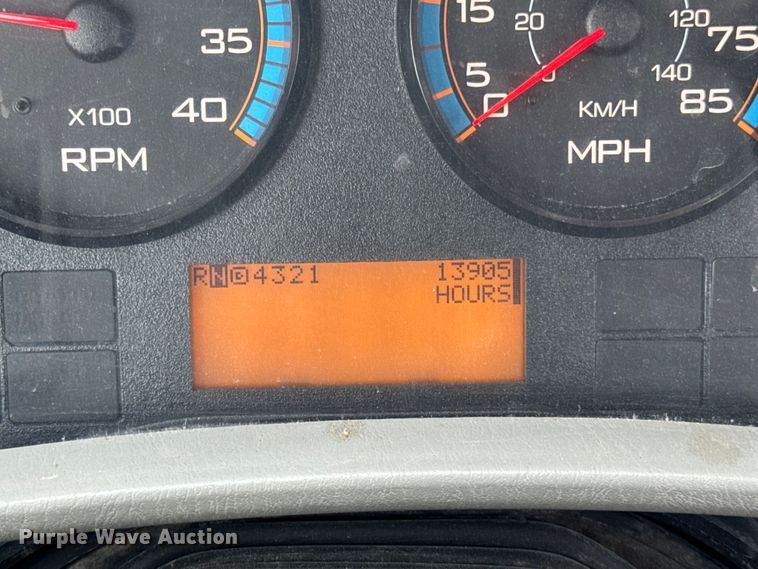 35
40
X100
RPM
15
5
0
20
0
KM/H
MPH
120
140
75
85
RN D 4321 13905
HOURS
Purple Wave Auction